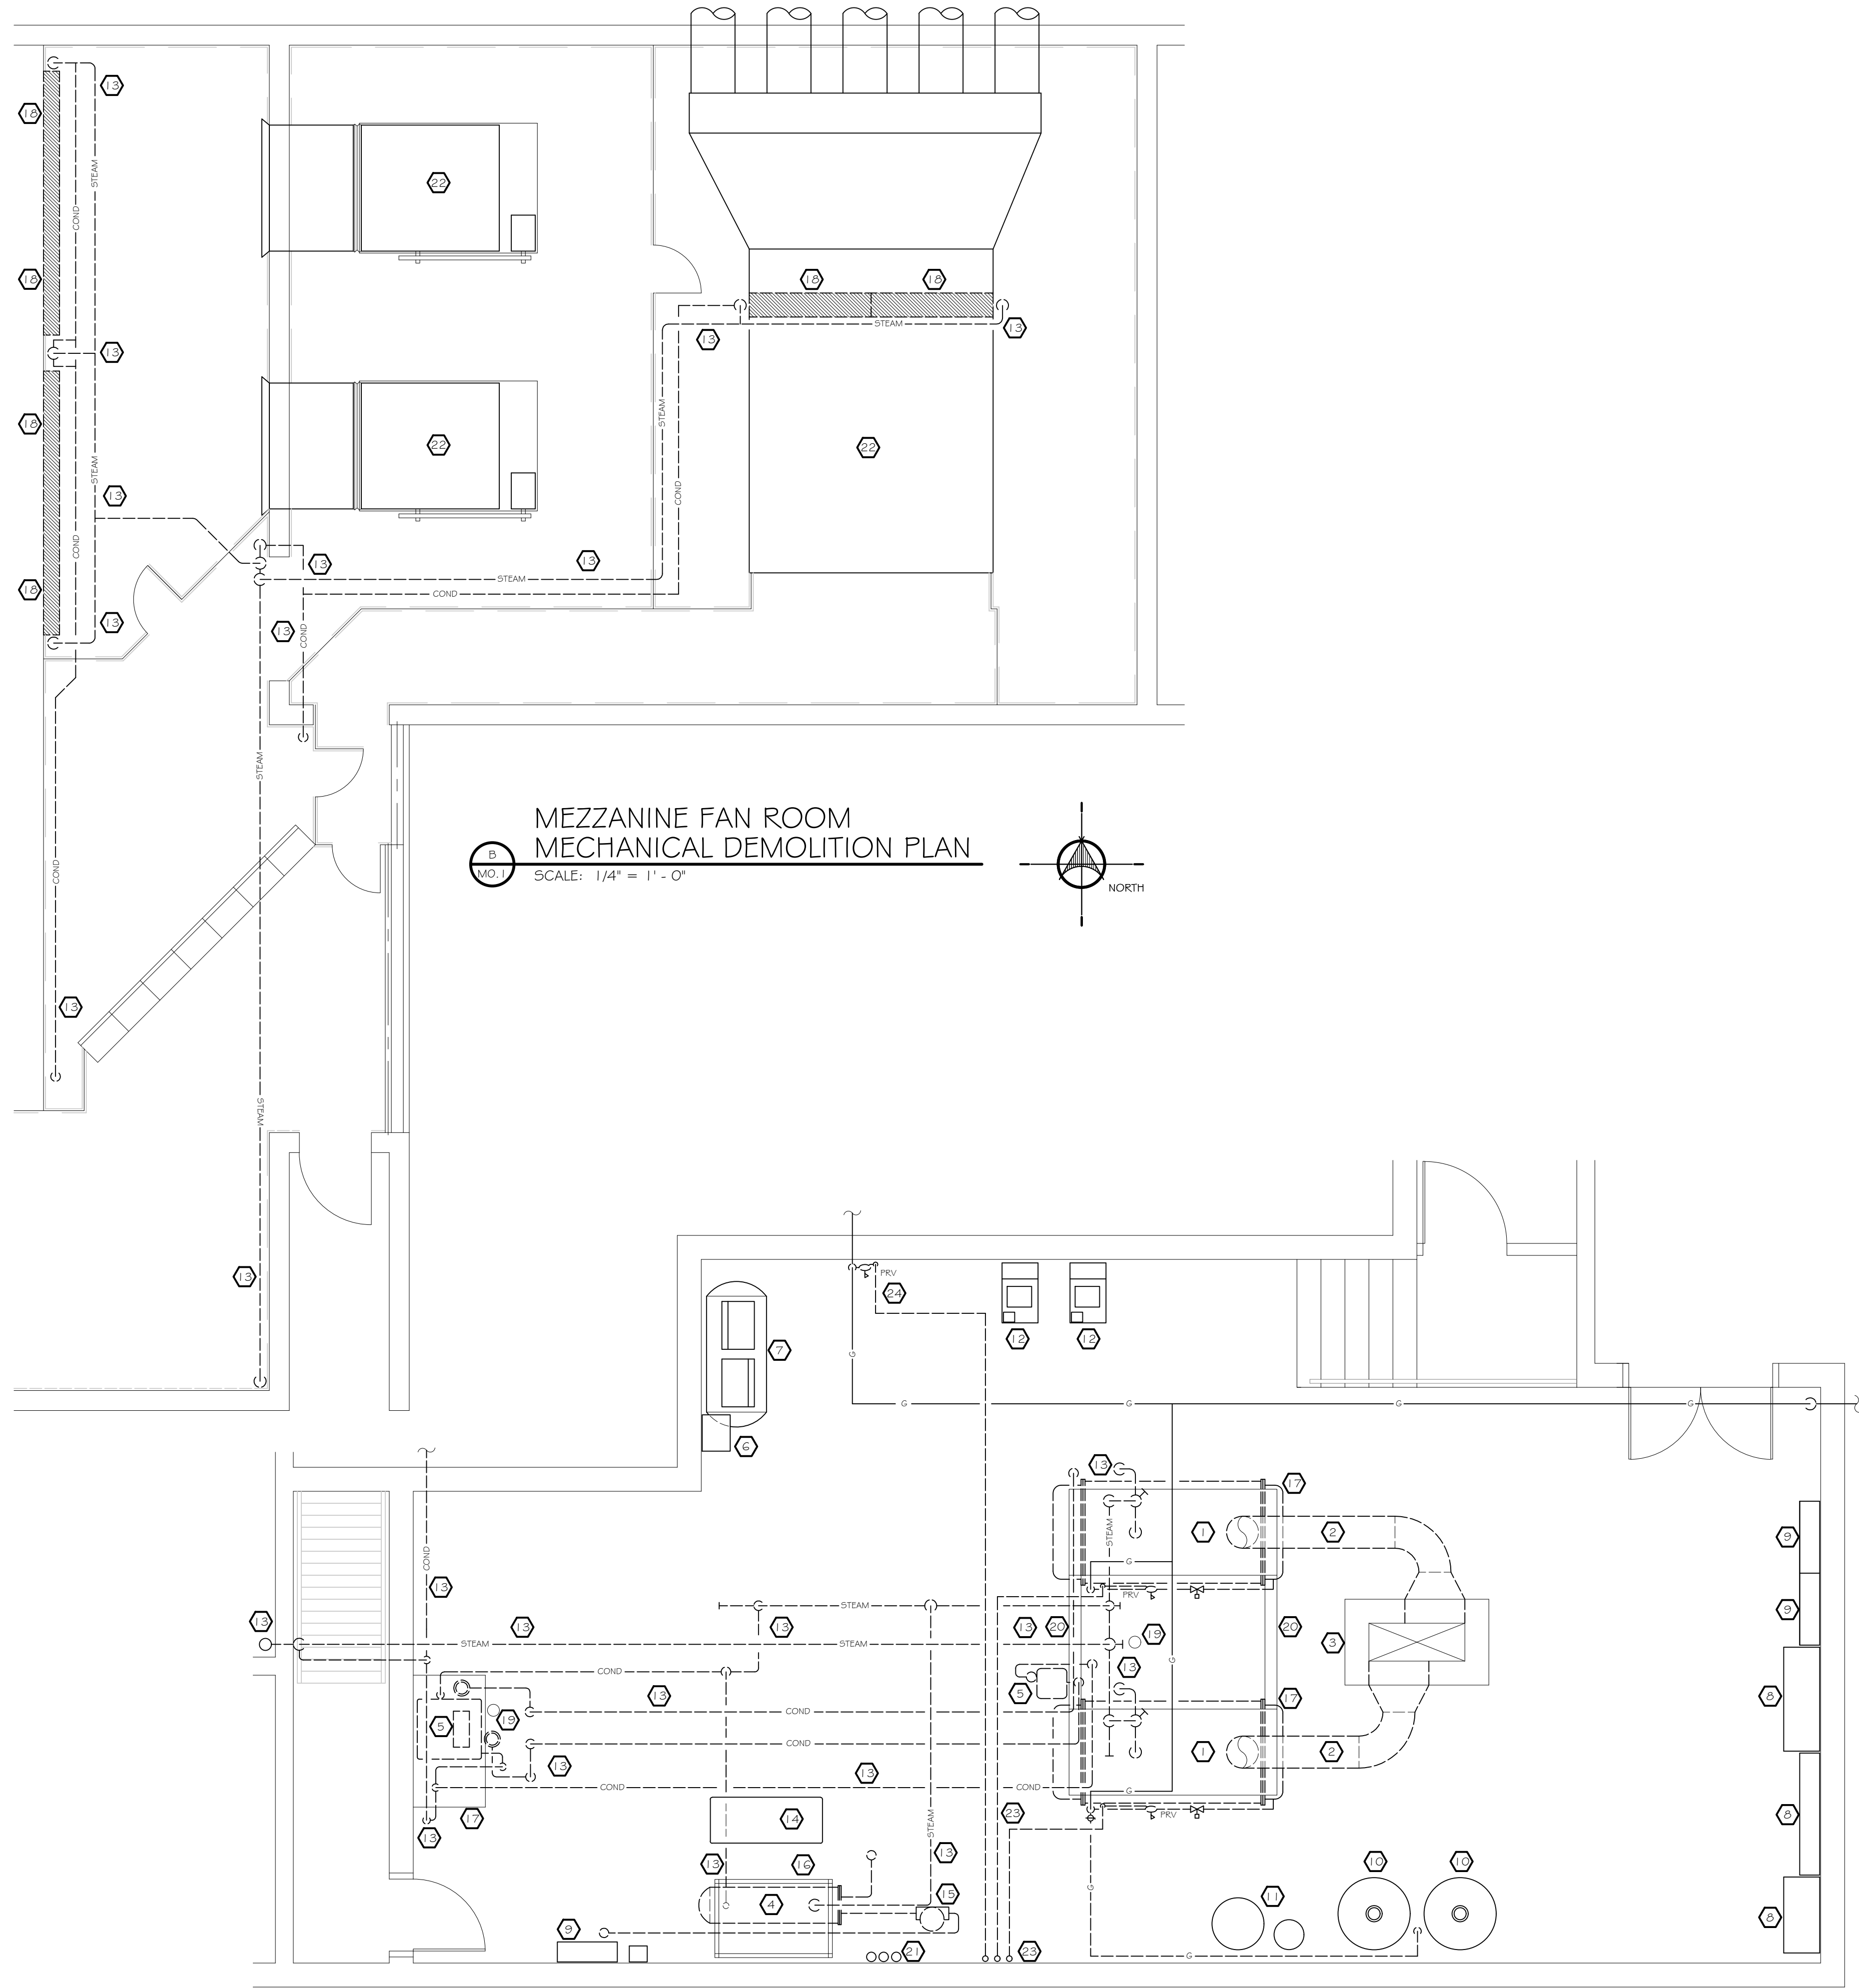 13
18
STEAM
COND
22
18
18
18
13
STEAM
13
13
13
22
STEAM
18
22
STEAM
13
COND
COND
13
13
18
STEAM
COND
13
13
COND
STEAM
MEZZANINE FAN ROOM
B
MECHANICAL DEMOLITION PLAN
M0.1
SCALE: 1/4" = 1' - 0"
NORTH
COND
13
STEAM
13
PRV
24
12
12
7
G
G
G
G
G
6
13
17
1
2
9
STEAM
COND
G
13
PRV
STEAM
9
13
13
13
13
20
20
STEAM
STEAM
19
3
G
COND
13
13
5
8
19
17
5
COND
COND
1
2
13
13
COND
COND
G
17
14
23
PRV
8
13
STEAM
13
16
13
10
10
4
15
G
11
8
9
21
23
G